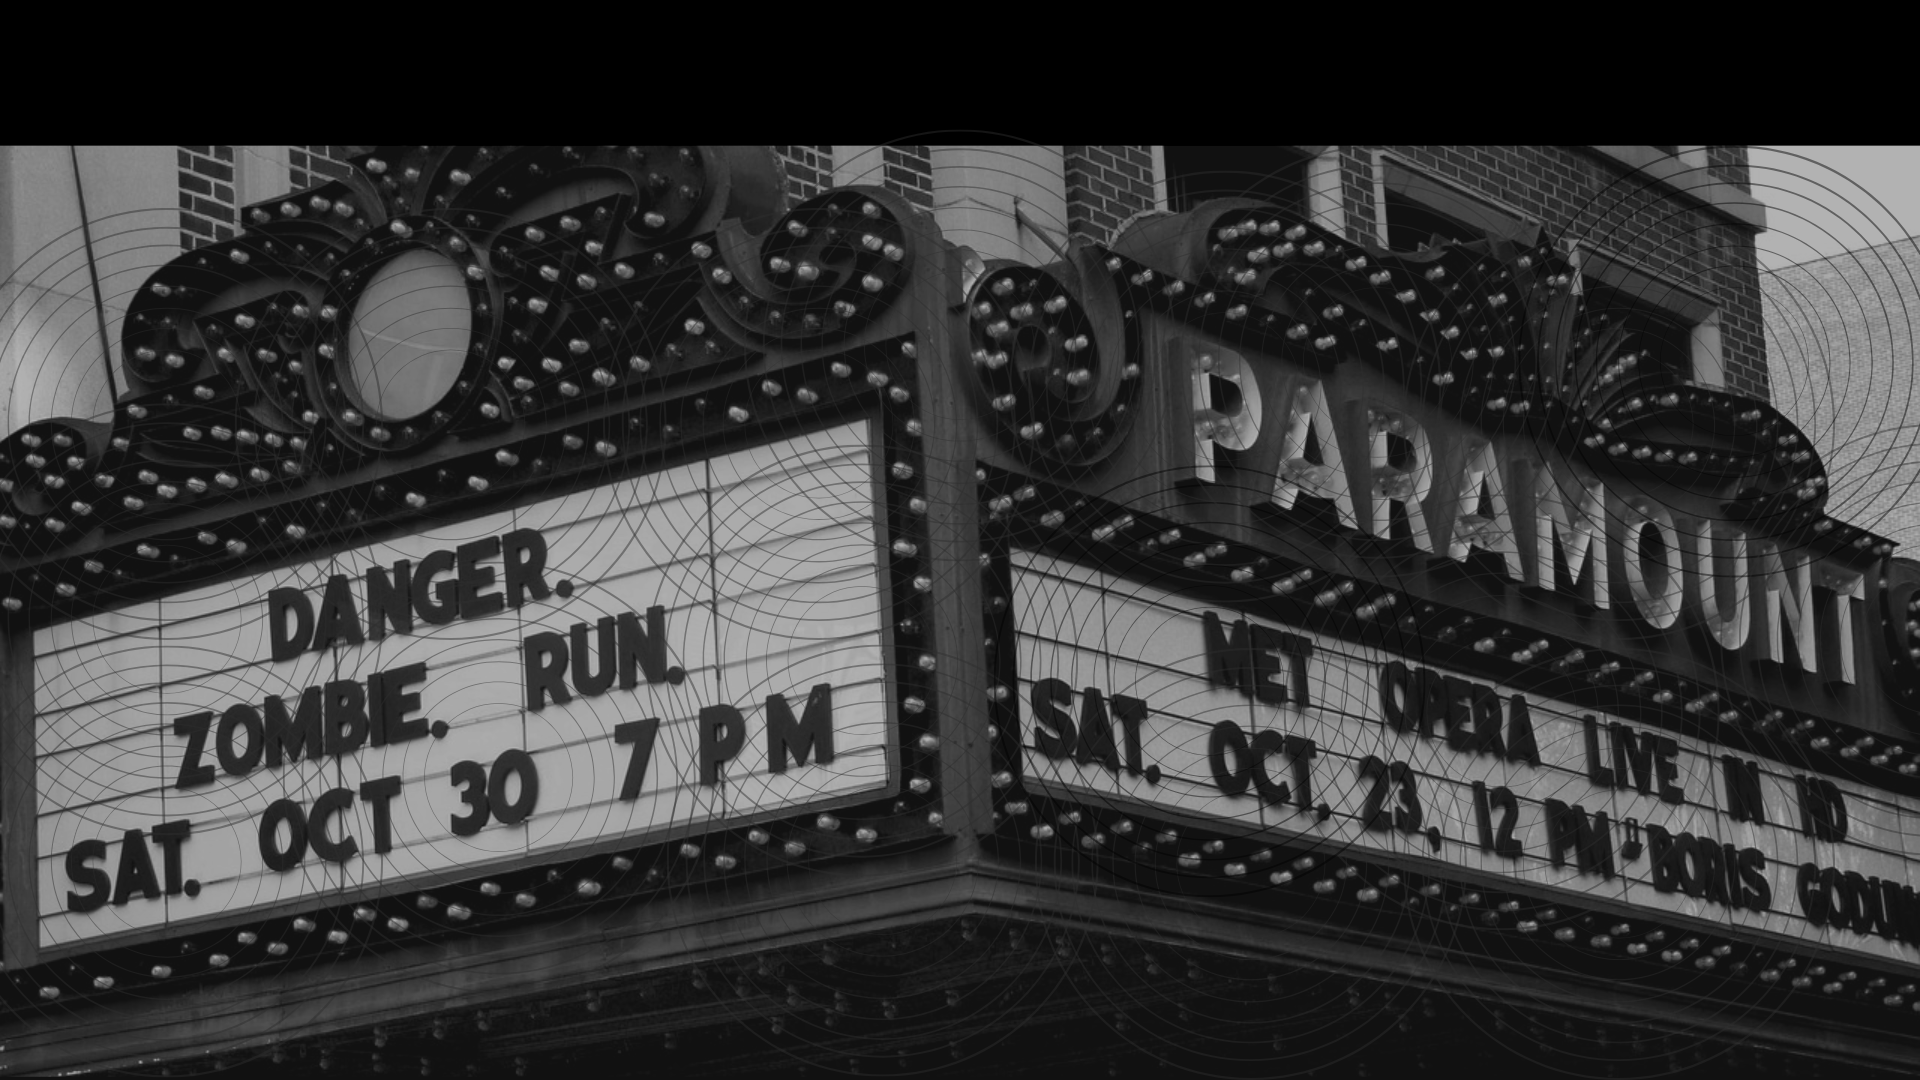 DANGER.
ZOMBIE. RUN.
SAT. OCT 30 7 PM
PARAMOUNT
MET OPERA LIVE IN HD
SAT. OCT. 23, 12 PM
BORIS